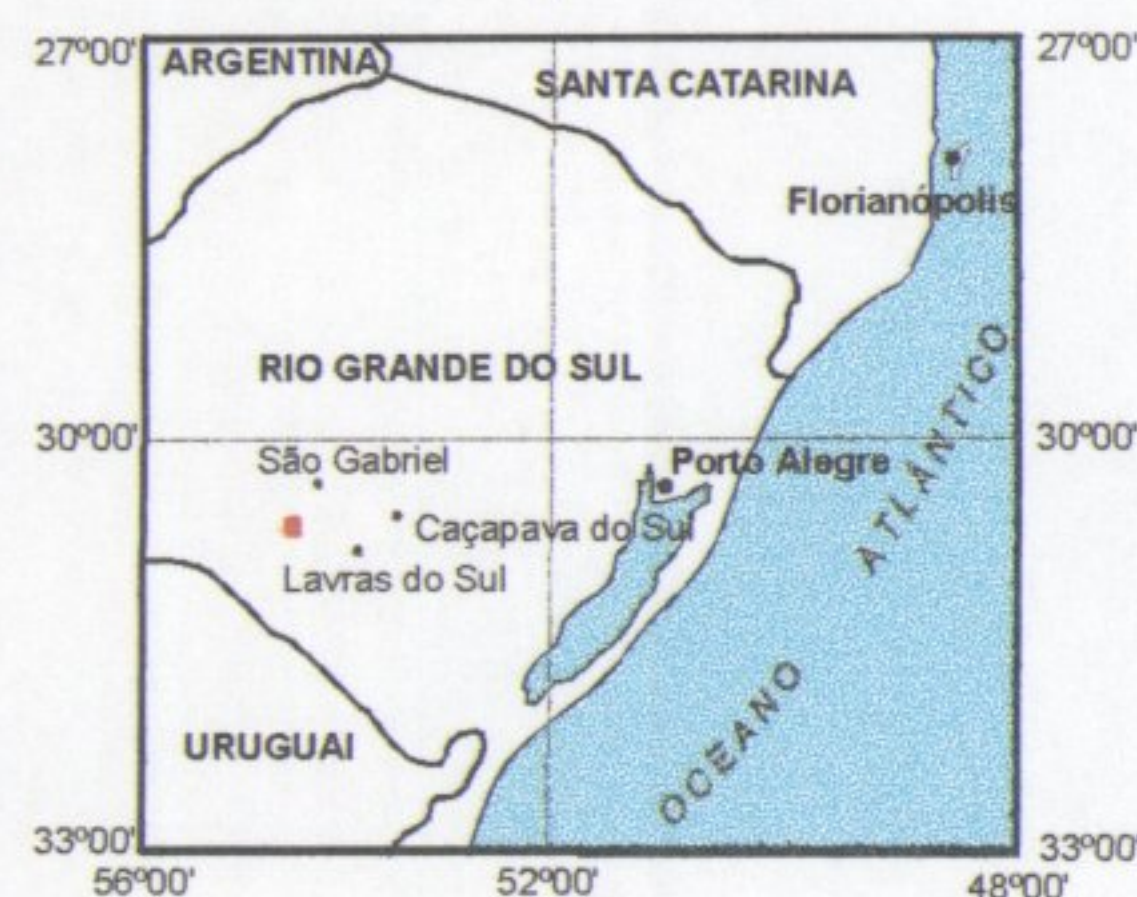 27º00'
27º00'
ARGENTINA
SANTA CATARINA
Florianópolis
RIO GRANDE DO SUL
ATLÂNTICO
30º00'
30º00'
São Gabriel
Porto Alegre
Caçapava do Sul
Lavras do Sul
OCEANO
URUGUAI
33º00'
33º00'
56º00'
52º00'
48º00'